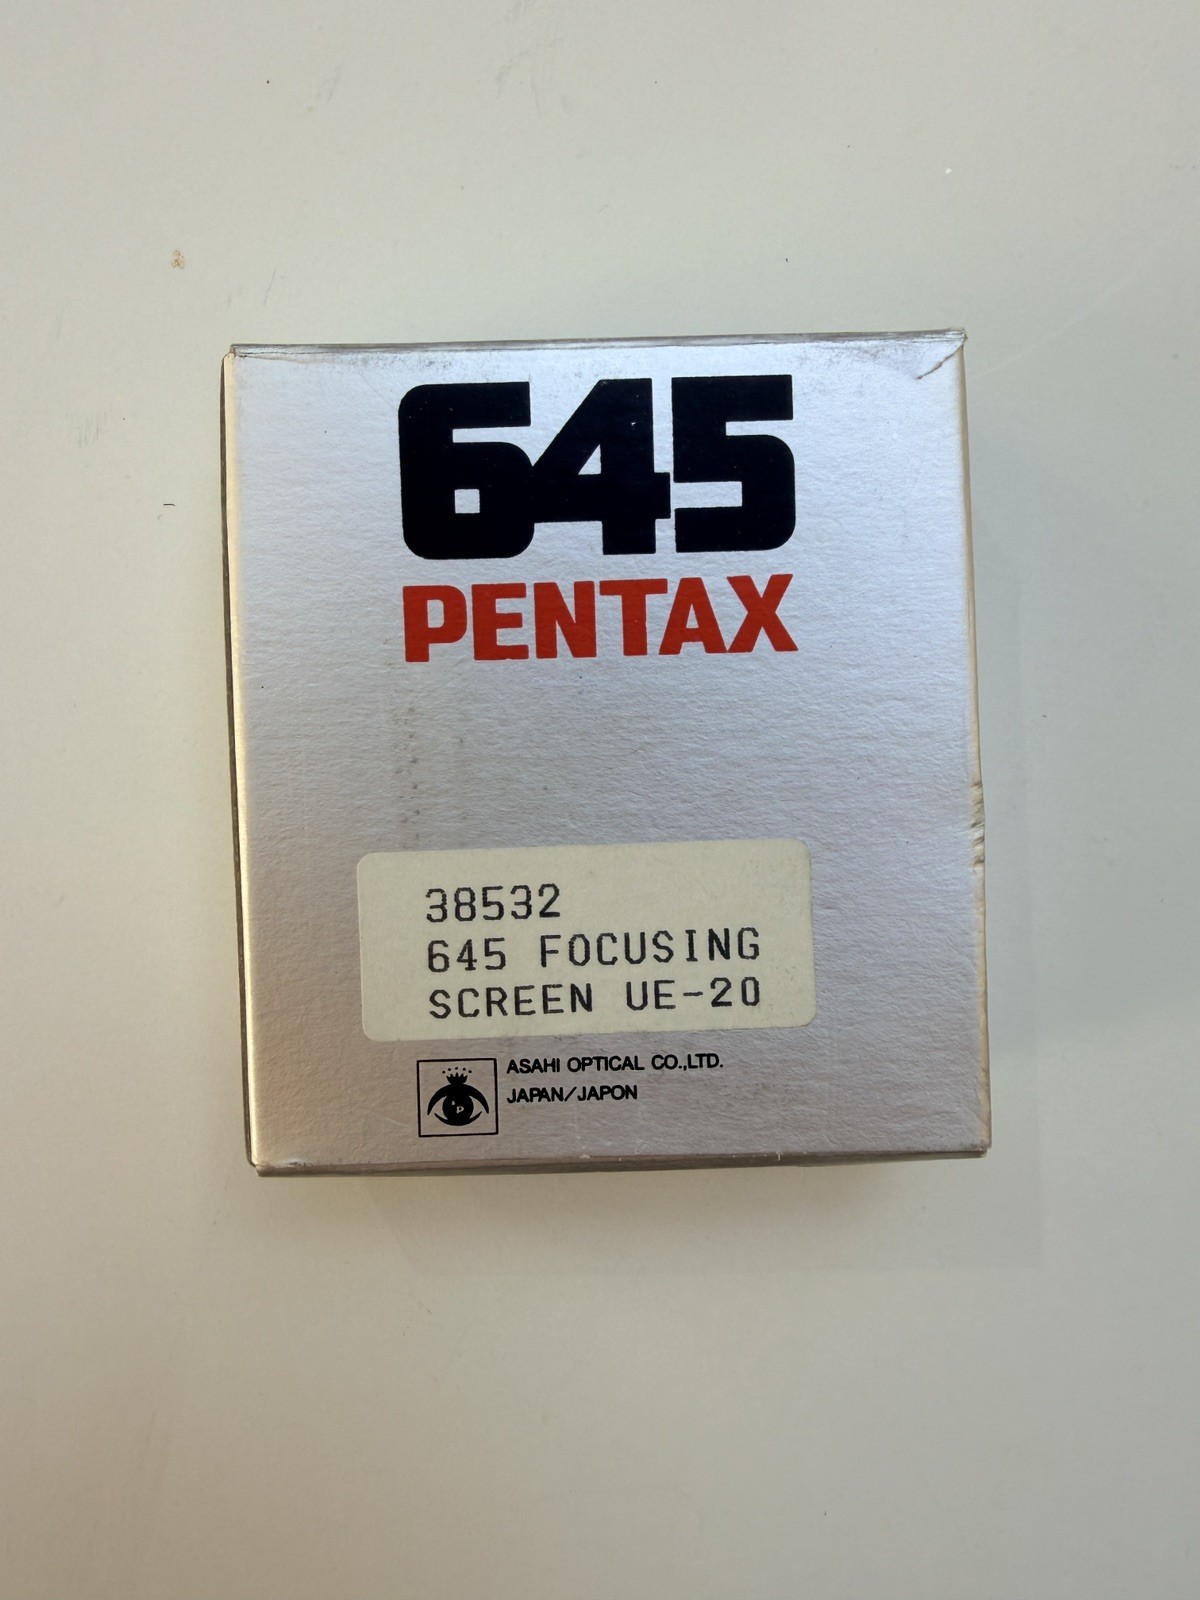 645
PENTAX
38532
645 FOCUSING
SCREEN UE-20
ASAHI OPTICAL CO.,LTD.
JAPAN/JAPON
P